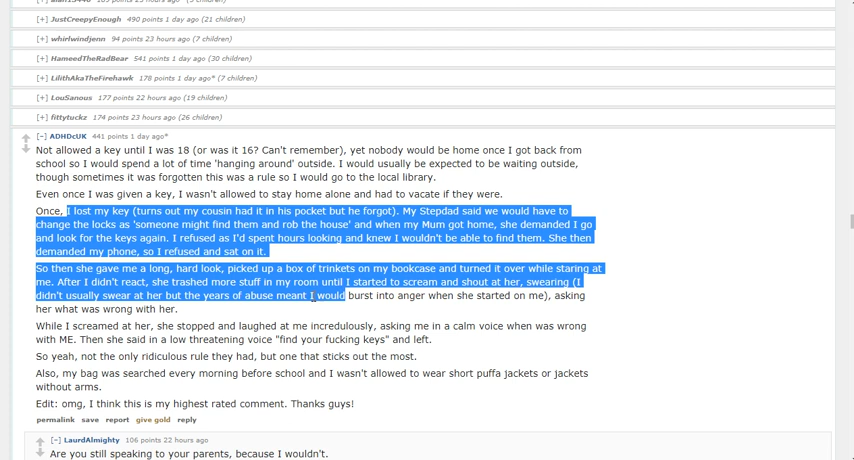 [+] alan13440 185 points 23 hours ago* (5 children)
[+] JustCreepyEnough 490 points 1 day ago (21 children)
[+] whirlwindjenn 94 points 23 hours ago (7 children)
[+] HameedTheRadBear 541 points 1 day ago (30 children)
[+] LilithAkaTheFirehawk 178 points 1 day ago* (7 children)
[+] LouSanous 177 points 22 hours ago (19 children)
[+] fittytuckz 174 points 23 hours ago (26 children)
[–] ADHDcUK 441 points 1 day ago*
Not allowed a key until I was 18 (or was it 16? Can't remember), yet nobody would be home once I got back from
school so I would spend a lot of time 'hanging around' outside. I would usually be expected to be waiting outside,
though sometimes it was forgotten this was a rule so I would go to the local library.
Even once I was given a key, I wasn't allowed to stay home alone and had to vacate if they were.
Once, I lost my key (turns out my cousin had it in his pocket but he forgot). My Stepdad said we would have to
change the locks as 'someone might find them and rob the house' and when my Mum got home, she demanded I go
and look for the keys again. I refused as I'd spent hours looking and knew I wouldn't be able to find them. She then
demanded my phone, so I refused and sat on it.
So then she gave me a long, hard look, picked up a box of trinkets on my bookcase and turned it over while staring at
me. After I didn't react, she trashed more stuff in my room until I started to scream and shout at her, swearing (I
didn't usually swear at her but the years of abuse meant I would burst into anger when she started on me), asking
her what was wrong with her.
While I screamed at her, she stopped and laughed at me incredulously, asking me in a calm voice when was wrong
with ME. Then she said in a low threatening voice "find your fucking keys" and left.
So yeah, not the only ridiculous rule they had, but one that sticks out the most.
Also, my bag was searched every morning before school and I wasn't allowed to wear short puffa jackets or jackets
without arms.
Edit: omg, I think this is my highest rated comment. Thanks guys!
permalink save report give gold reply
[–] LaurdAlmighty 106 points 22 hours ago
Are you still speaking to your parents, because I wouldn't.